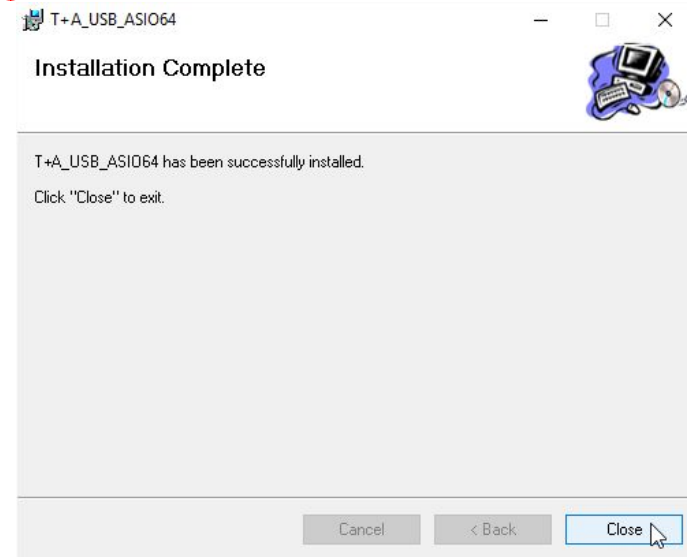 T+A_USB_ASIO64
Installation Complete
T+A_USB_ASIO64 has been successfully installed.
Click "Close" to exit.
Cancel
< Back
Close